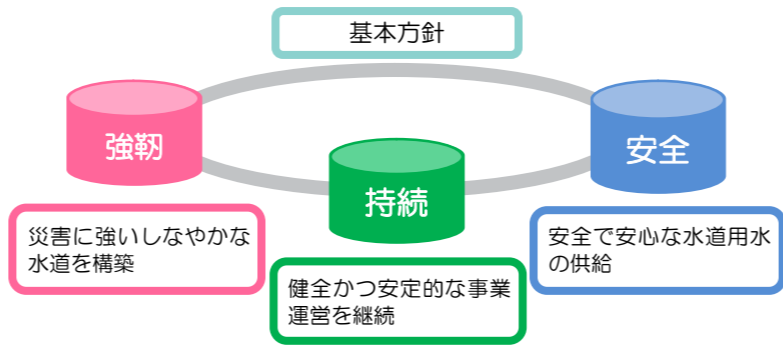 基本方針
強靭
安全
持続
災害に強いしなやかな
水道を構築
安全で安心な水道用水
の供給
健全かつ安定的な事業
運営を継続